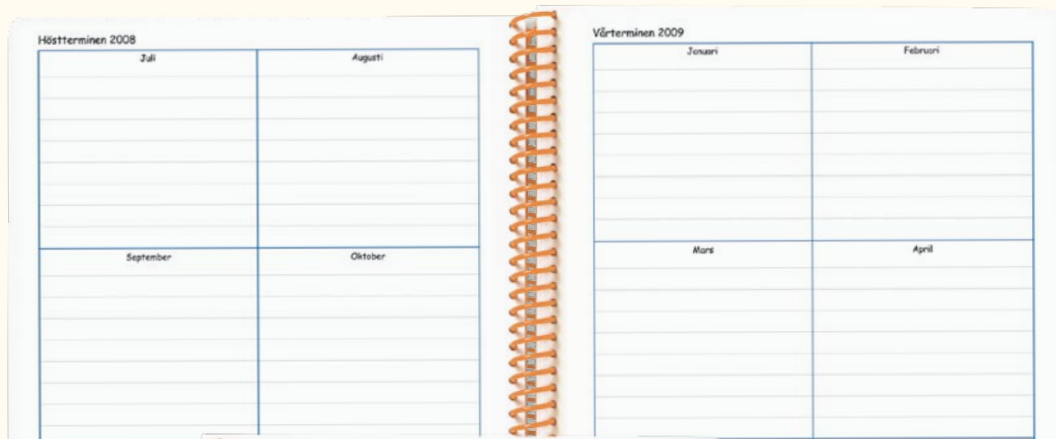 Höstterminen 2008
Juli
Augusti
September
Oktober
Vårterminen 2009
Januari
Februari
Mars
April